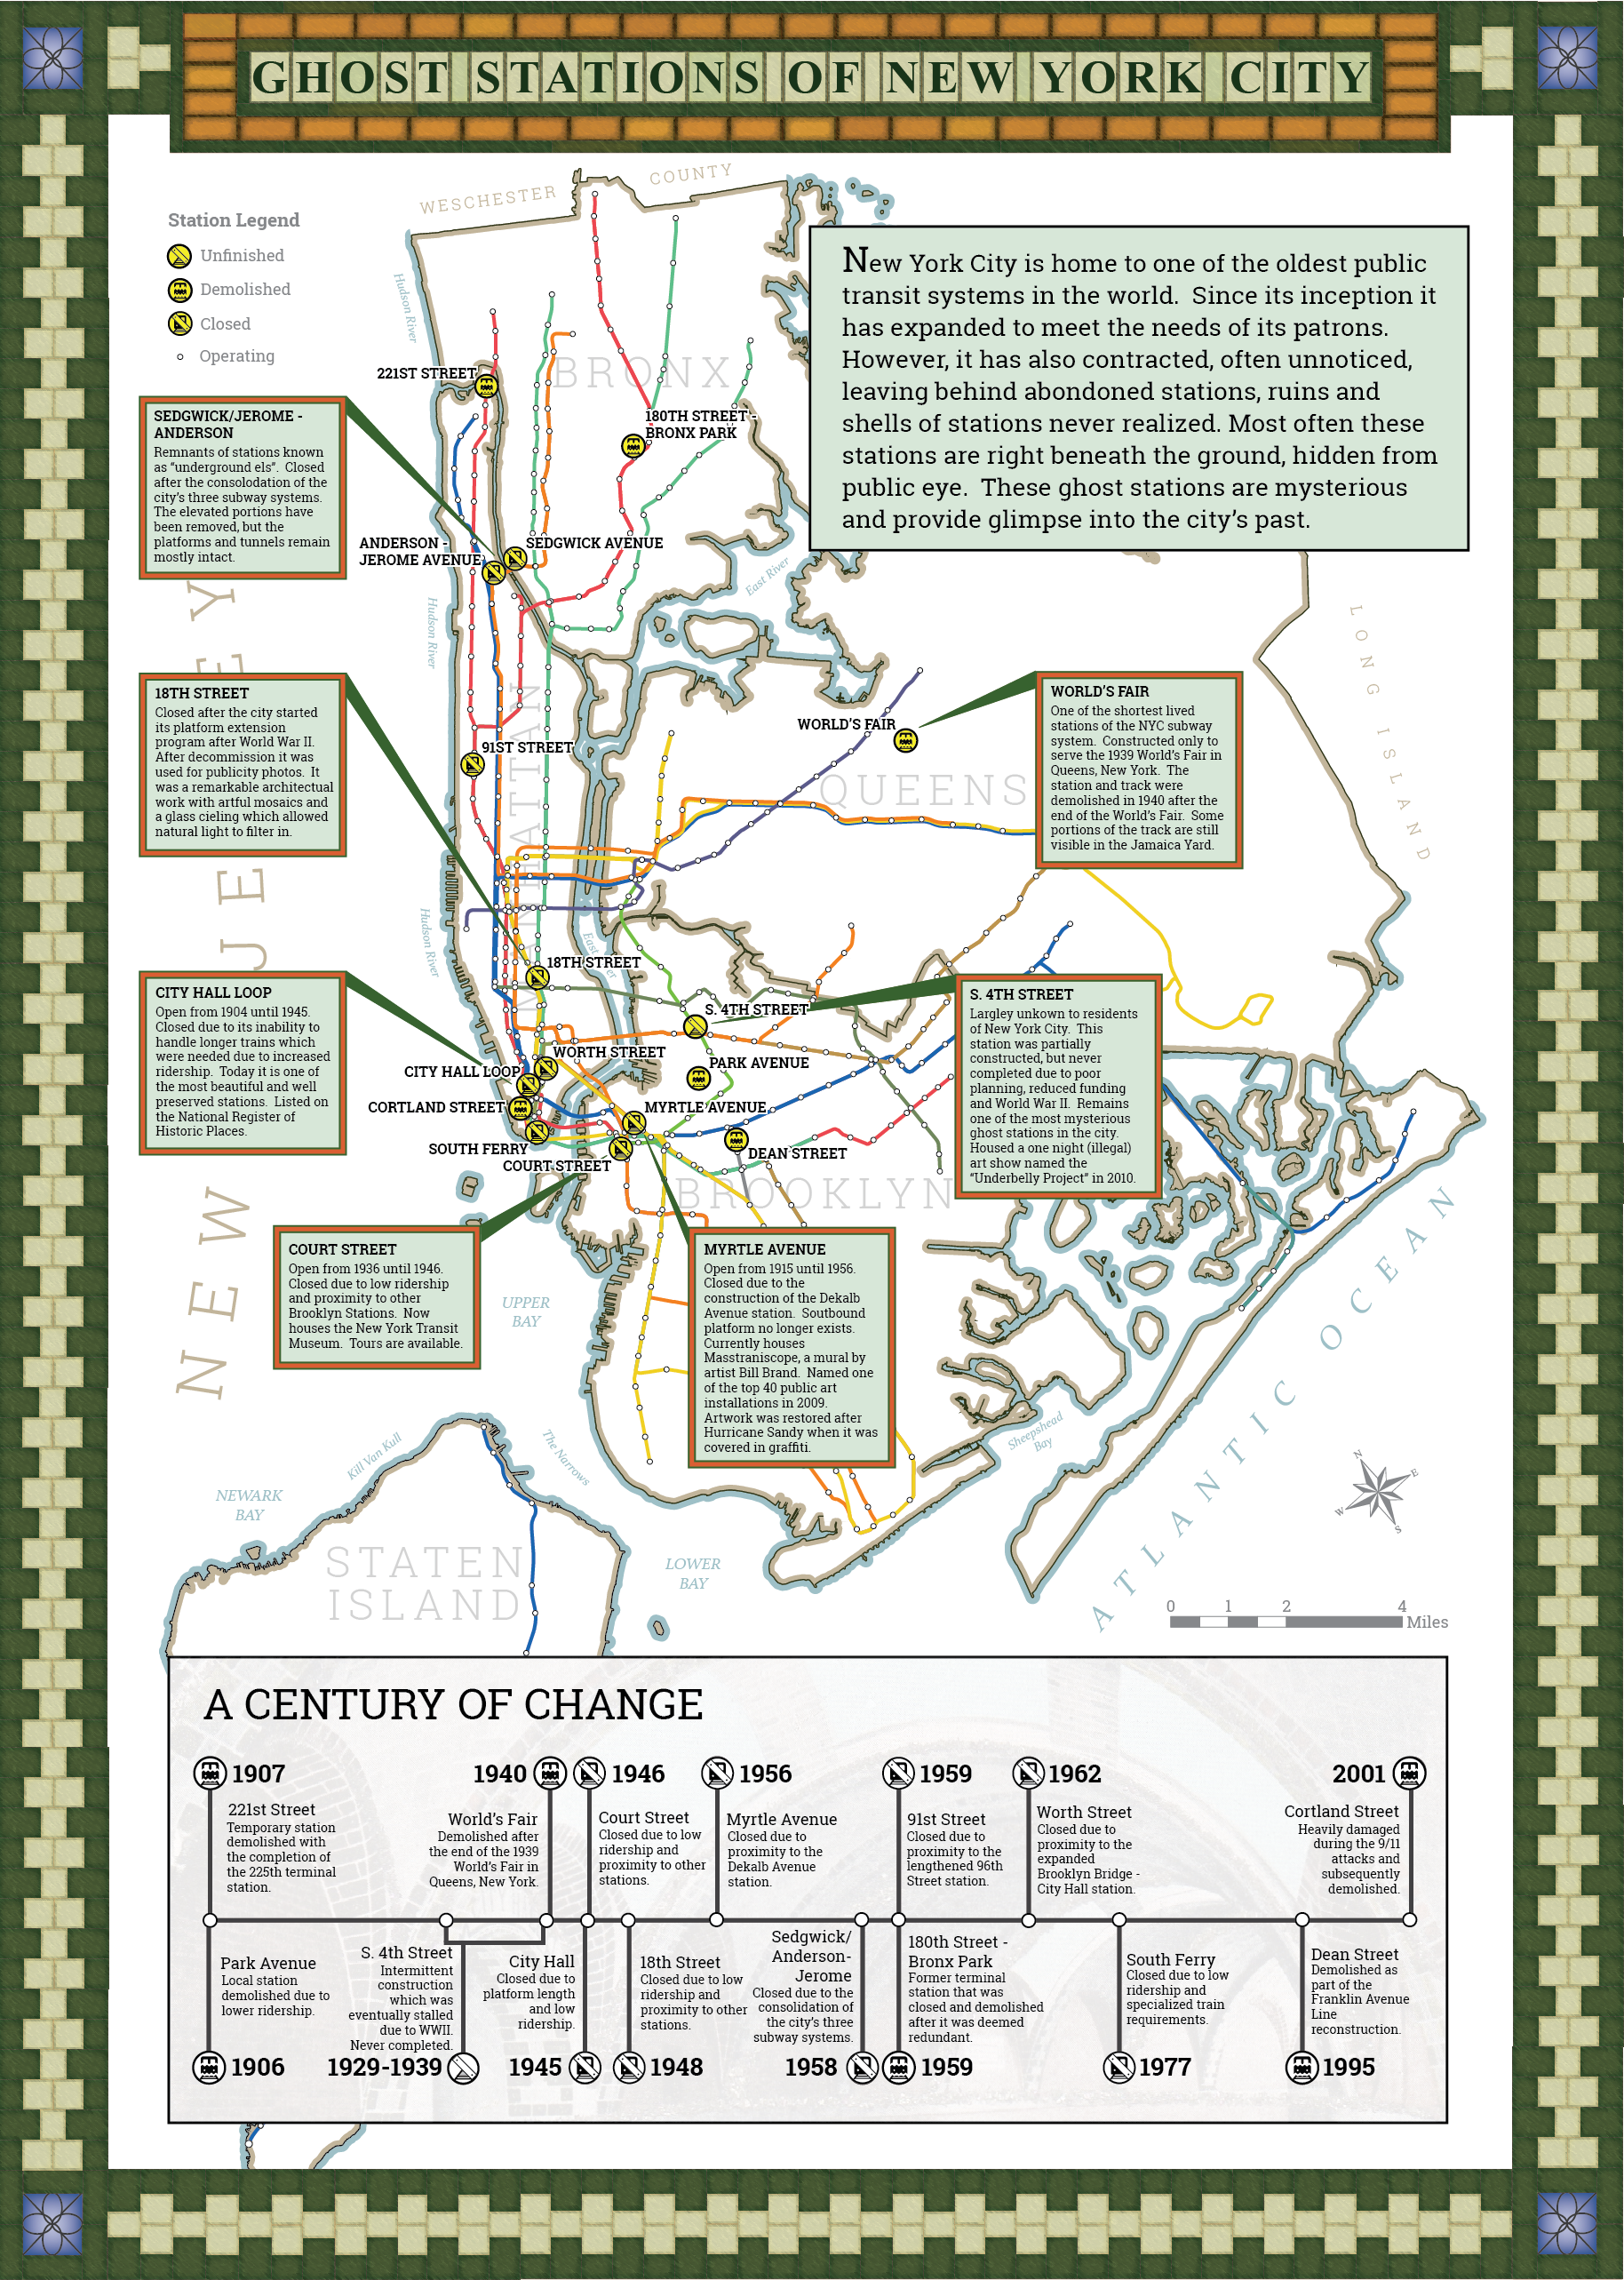 GHOST STATIONS OF NEW YORK CITY
WESCHESTER COUNTY
Station Legend
Unfinished
Demolished
Closed
Operating
New York City is home to one of the oldest public
transit systems in the world. Since its inception it
has expanded to meet the needs of its patrons.
However, it has also contracted, often unnoticed,
leaving behind abondoned stations, ruins and
shells of stations never realized. Most often these
stations are right beneath the ground, hidden from
public eye. These ghost stations are mysterious
and provide glimpse into the city's past.
Hudson River
BRONX
221ST STREET
180TH STREET -
BRONX PARK
SEDGWICK/JEROME -
ANDERSON
Remnants of stations known
as “underground els”. Closed
after the consolodation of the
city's three subway systems.
The elevated portions have
been removed, but the
platforms and tunnels remain
mostly intact.
ANDERSON -
JEROME AVENUE
SEDGWICK AVENUE
East River
Hudson River
LONG ISLAND
NEW JE EY
18TH STREET
Closed after the city started
its platform extension
program after World War II.
After decommission it was
used for publicity photos. It
was a remarkable architectual
work with artful mosaics and
a glass cieling which allowed
natural light to filter in.
WORLD'S FAIR
WORLD'S FAIR
One of the shortest lived
stations of the NYC subway
system. Constructed only to
serve the 1939 World's Fair in
Queens, New York. The
station and track were
demolished in 1940 after the
end of the World's Fair. Some
portions of the track are still
visible in the Jamaica Yard.
91ST STREET
MANHATTAN
QUEENS
Hudson River
East River
18TH STREET
CITY HALL LOOP
Open from 1904 until 1945.
Closed due to its inability to
handle longer trains which
were needed due to increased
ridership. Today it is one of
the most beautiful and well
preserved stations. Listed on
the National Register of
Historic Places.
S. 4TH STREET
S. 4TH STREET
Largley unkown to residents
of New York City. This
station was partially
constructed, but never
completed due to poor
planning, reduced funding
and World War II. Remains
one of the most mysterious
ghost stations in the city.
Housed a one night (illegal)
art show named the
“Underbelly Project” in 2010.
WORTH STREET
PARK AVENUE
CITY HALL LOOP
CORTLAND STREET
MYRTLE AVENUE
SOUTH FERRY
DEAN STREET
COURT STREET
BROOKLYN
COURT STREET
Open from 1936 until 1946.
Closed due to low ridership
and proximity to other
Brooklyn Stations. Now
houses the New York Transit
Museum. Tours are available.
UPPER
BAY
MYRTLE AVENUE
Open from 1915 until 1956.
Closed due to the
construction of the Dekalb
Avenue station. Soutbound
platform no longer exists.
Currently houses
Masstraniscope, a mural by
artist Bill Brand. Named one
of the top 40 public art
installations in 2009.
Artwork was restored after
Hurricane Sandy when it was
covered in graffiti.
ATLANTIC OCEAN
Sheepshead
Bay
Kill Van Kull
The Narrows
NEWARK
BAY
STATEN
ISLAND
LOWER
BAY
N
E
S
W
0 1 2 4
Miles
A CENTURY OF CHANGE
1907
221st Street
Temporary station
demolished with
the completion of
the 225th terminal
station.
1940
World's Fair
Demolished after
the end of the 1939
World's Fair in
Queens, New York.
1946
Court Street
Closed due to low
ridership and
proximity to other
stations.
1956
Myrtle Avenue
Closed due to
proximity to the
Dekalb Avenue
station.
1959
91st Street
Closed due to
proximity to the
lengthened 96th
Street station.
1962
Worth Street
Closed due to
proximity to the
expanded
Brooklyn Bridge -
City Hall station.
2001
Cortland Street
Heavily damaged
during the 9/11
attacks and
subsequently
demolished.
Park Avenue
Local station
demolished due to
lower ridership.
1906
S. 4th Street
Intermittent
construction
which was
eventually stalled
due to WWII.
Never completed.
1929-1939
City Hall
Closed due to
platform length
and low
ridership.
1945
18th Street
Closed due to low
ridership and
proximity to other
stations.
1948
Sedgwick/
Anderson-
Jerome
Closed due to the
consolidation of
the city's three
subway systems.
1958
180th Street -
Bronx Park
Former terminal
station that was
closed and demolished
after it was deemed
redundant.
1959
South Ferry
Closed due to low
ridership and
specialized train
requirements.
1977
Dean Street
Demolished as
part of the
Franklin Avenue
Line
reconstruction.
1995